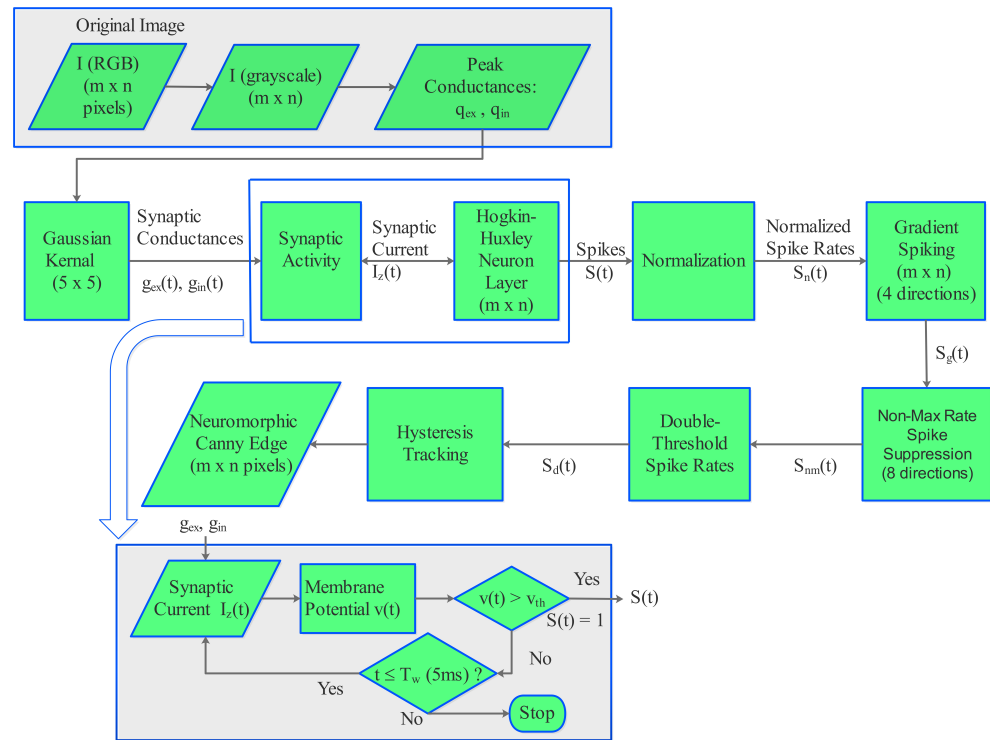 Original Image
I (RGB)
(m x n
pixels)
I (grayscale)
(m x n)
Peak
Conductances:
qex , qin
Gaussian
Kernal
(5 x 5)
Synaptic
Conductances
gex(t), gin(t)
Synaptic
Activity
Synaptic
Current
Iz(t)
Hogkin-
Huxley
Neuron
Layer
(m x n)
Spikes
S(t)
Normalization
Normalized
Spike Rates
Sn(t)
Gradient
Spiking
(m x n)
(4 directions)
Sg(t)
Non-Max Rate
Spike
Suppression
(8 directions)
Snm(t)
Double-
Threshold
Spike Rates
Sd(t)
Hysteresis
Tracking
Neuromorphic
Canny Edge
(m x n pixels)
gex, gin
Synaptic
Current Iz(t)
Membrane
Potential v(t)
v(t) > vth
Yes
S(t) = 1
S(t)
No
t ≤ Tw (5ms) ?
Yes
No
Stop